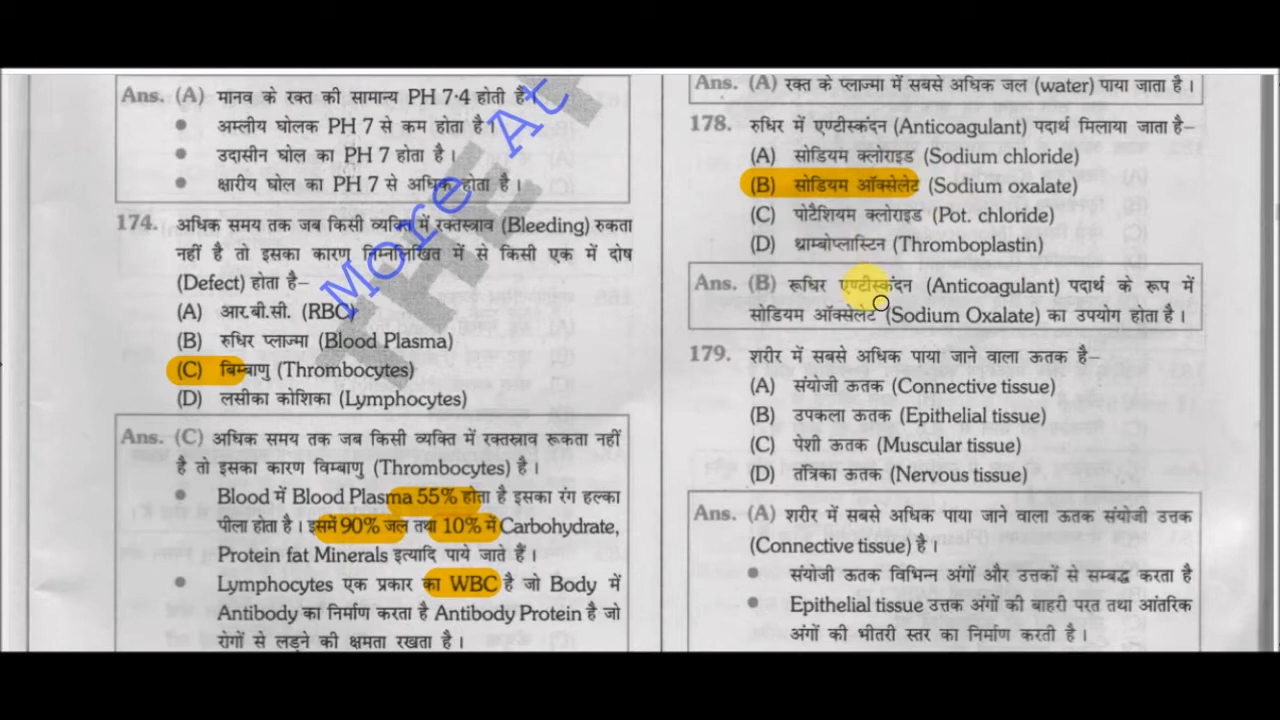 Ans. (A) मानव के रक्त की सामान्य PH 7·4 होती है।
● अम्लीय घोलक PH 7 से कम होता है।
● उदासीन घोल का PH 7 होता है।
● क्षारीय घोल का PH 7 से अधिक होता है।
174. अधिक समय तक जब किसी व्यक्ति में रक्तस्त्राव (Bleeding) रुकता
नहीं है तो इसका कारण निम्नलिखित में से किसी एक में दोष
(Defect) होता है–
(A) आर.बी.सी. (RBC)
(B) रुधिर प्लाज्मा (Blood Plasma)
(C) बिम्बाणु (Thrombocytes)
(D) लसीका कोशिका (Lymphocytes)
Ans. (C) अधिक समय तक जब किसी व्यक्ति में रक्तस्राव रूकता नहीं
है तो इसका कारण विम्बाणु (Thrombocytes) है।
● Blood में Blood Plasma 55% होता है इसका रंग हल्का
पीला होता है। इसमें 90% जल तथा 10% में Carbohydrate,
Protein fat Minerals इत्यादि पाये जाते हैं।
● Lymphocytes एक प्रकार का WBC है जो Body में
Antibody का निर्माण करता है Antibody Protein है जो
रोगों से लड़ने की क्षमता रखता है।
More At
Ans. (A) रक्त के प्लाज्मा में सबसे अधिक जल (water) पाया जाता है।
178. रुधिर में एण्टीस्कंदन (Anticoagulant) पदार्थ मिलाया जाता है–
(A) सोडियम क्लोराइड (Sodium chloride)
(B) सोडियम ऑक्सेलेट (Sodium oxalate)
(C) पोटैशियम क्लोराइड (Pot. chloride)
(D) थ्राम्बोप्लास्टिन (Thromboplastin)
Ans. (B) रूधिर एण्टीस्कंदन (Anticoagulant) पदार्थ के रूप में
सोडियम ऑक्सेलेट (Sodium Oxalate) का उपयोग होता है।
179. शरीर में सबसे अधिक पाया जाने वाला ऊतक है–
(A) संयोजी ऊतक (Connective tissue)
(B) उपकला ऊतक (Epithelial tissue)
(C) पेशी ऊतक (Muscular tissue)
(D) तंत्रिका ऊतक (Nervous tissue)
Ans. (A) शरीर में सबसे अधिक पाया जाने वाला ऊतक संयोजी उत्तक
(Connective tissue) है।
● संयोजी ऊतक विभिन्न अंगों और उत्तकों से सम्बद्ध करता है
● Epithelial tissue उत्तक अंगों की बाहरी परत तथा आंतरिक
अंगों की भीतरी स्तर का निर्माण करती है।